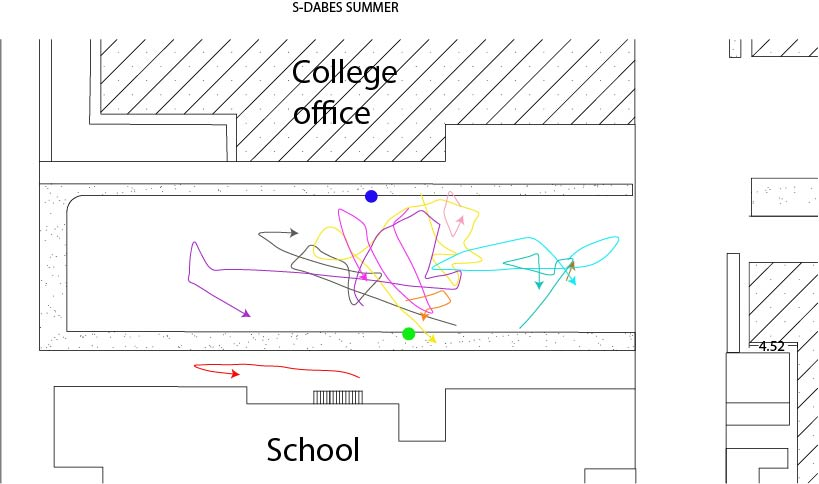 S-DABES SUMMER
College
office
4.52
School